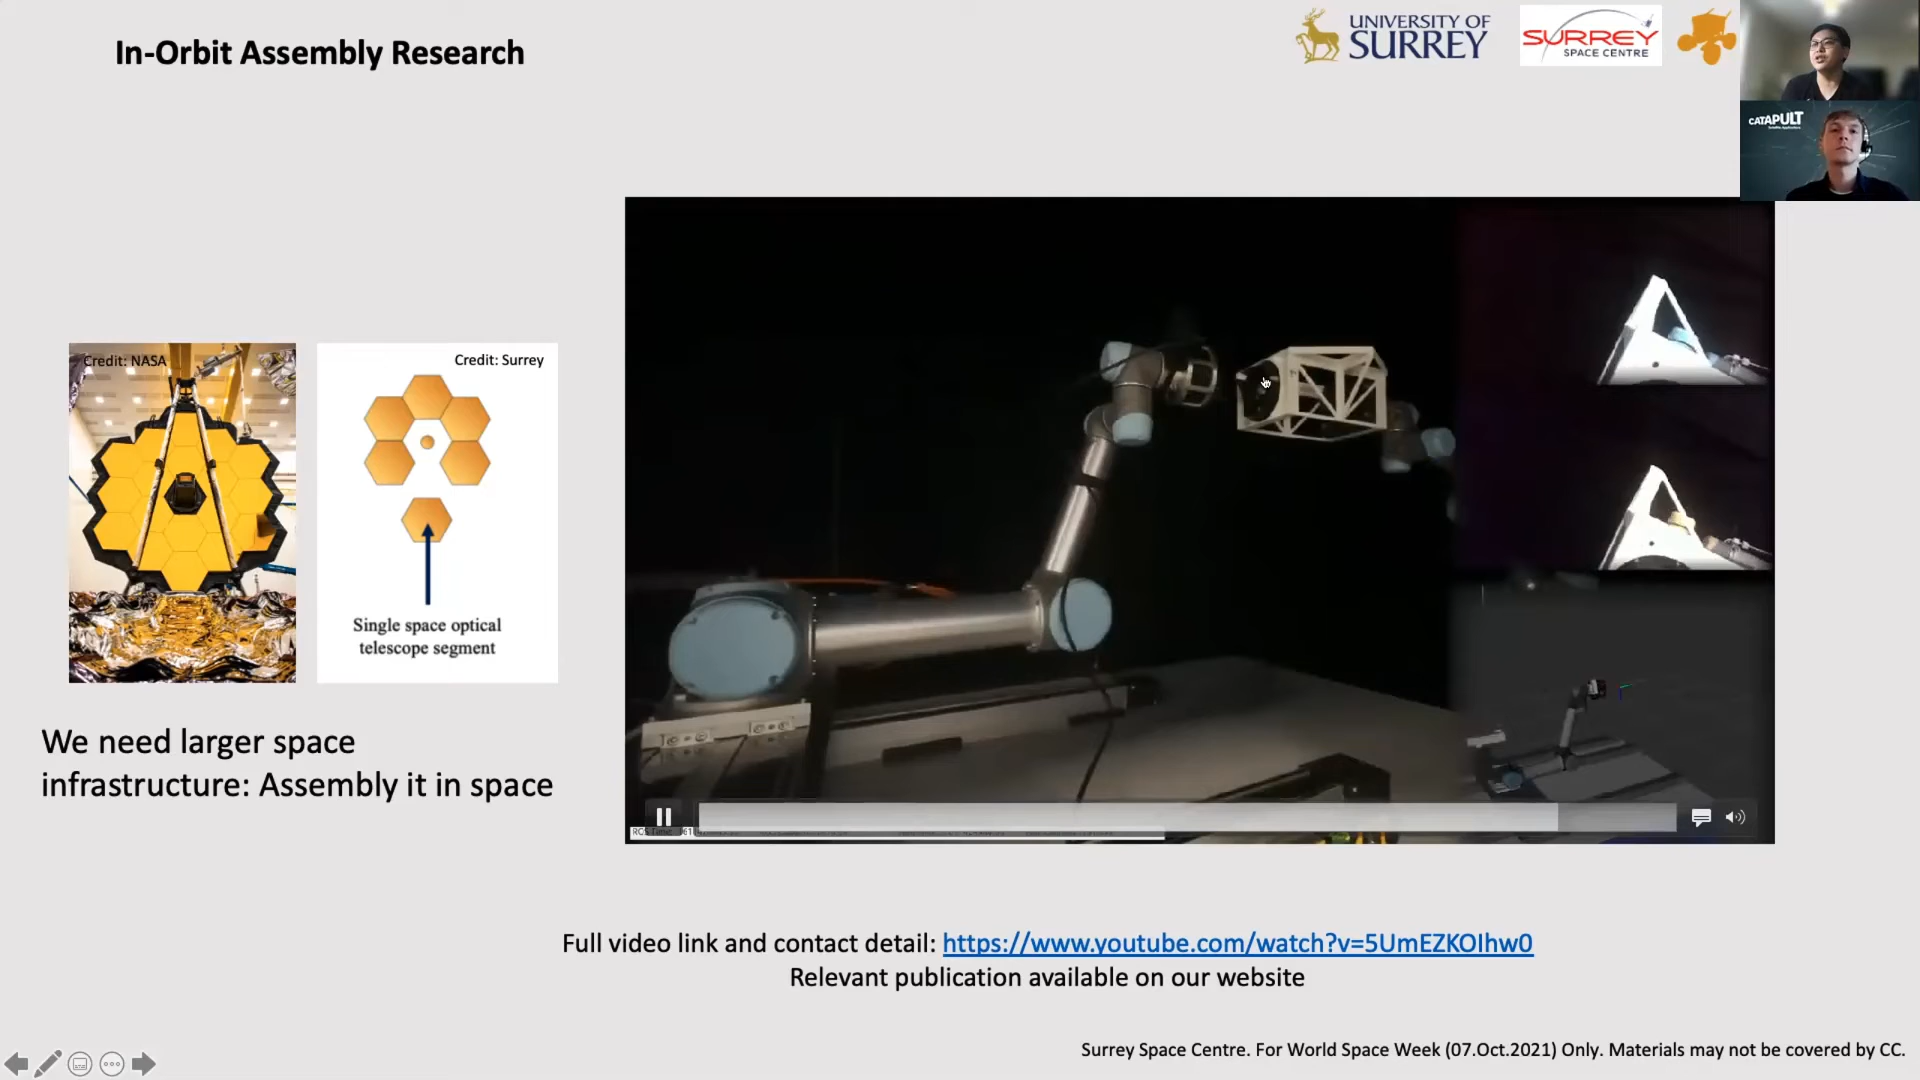 In-Orbit Assembly Research
UNIVERSITY OF
SURREY
SURREY
SPACE CENTRE
CATAPULT
Credit: NASA
Credit: Surrey
Single space optical
telescope segment
We need larger space
infrastructure: Assembly it in space
Full video link and contact detail: https://www.youtube.com/watch?v=5UmEZKOIhw0
Relevant publication available on our website
Surrey Space Centre. For World Space Week (07.Oct.2021) Only. Materials may not be covered by CC.